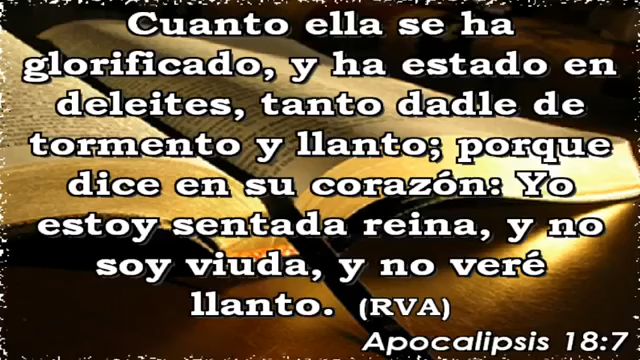 Cuanto ella se ha
glorificado, y ha estado en
deleites, tanto dadle de
tormento y llanto; porque
dice en su corazón: Yo
estoy sentada reina, y no
soy viuda, y no veré
llanto. (RVA)
Apocalipsis 18:7